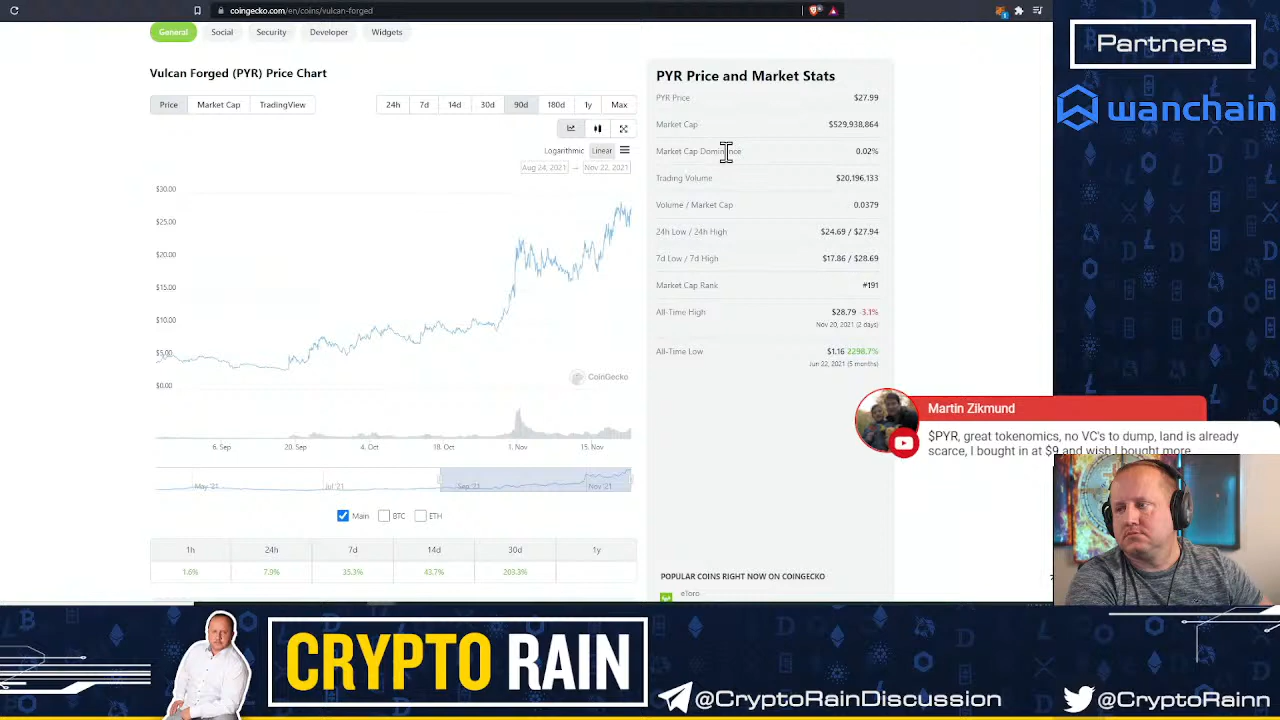 coingecko.com/en/coins/vulcan-forged
General Social Security Developer Widgets
Vulcan Forged (PYR) Price Chart
Price Market Cap TradingView 24h 7d 14d 30d 90d 180d 1y Max
Logarithmic Linear
Aug 24, 2021 → Nov 22, 2021
$30.00
$25.00
$20.00
$15.00
$10.00
$5.00
$0.00
CoinGecko
6. Sep 20. Sep 4. Oct 18. Oct 1. Nov 15. Nov
May '21 Jul '21 Sep '21 Nov '21
Main BTC ETH
1h 24h 7d 14d 30d 1y
1.6% 7.9% 35.3% 43.7% 203.3%
PYR Price and Market Stats
PYR Price $27.99
Market Cap $529,938,864
Market Cap Dominance 0.02%
Trading Volume $20,196,133
Volume / Market Cap 0.0379
24h Low / 24h High $24.69 / $27.94
7d Low / 7d High $17.86 / $28.69
Market Cap Rank #191
All-Time High $28.79 -3.1%
Nov 20, 2021 (2 days)
All-Time Low $1.16 2298.7%
Jun 22, 2021 (5 months)
POPULAR COINS RIGHT NOW ON COINGECKO
eToro
Partners
wanchain
Martin Zikmund
$PYR, great tokenomics, no VC's to dump, land is already
scarce, I bought in at $9 and wish I bought more
CRYPTO RAIN
@CryptoRainDiscussion
@CryptoRainn